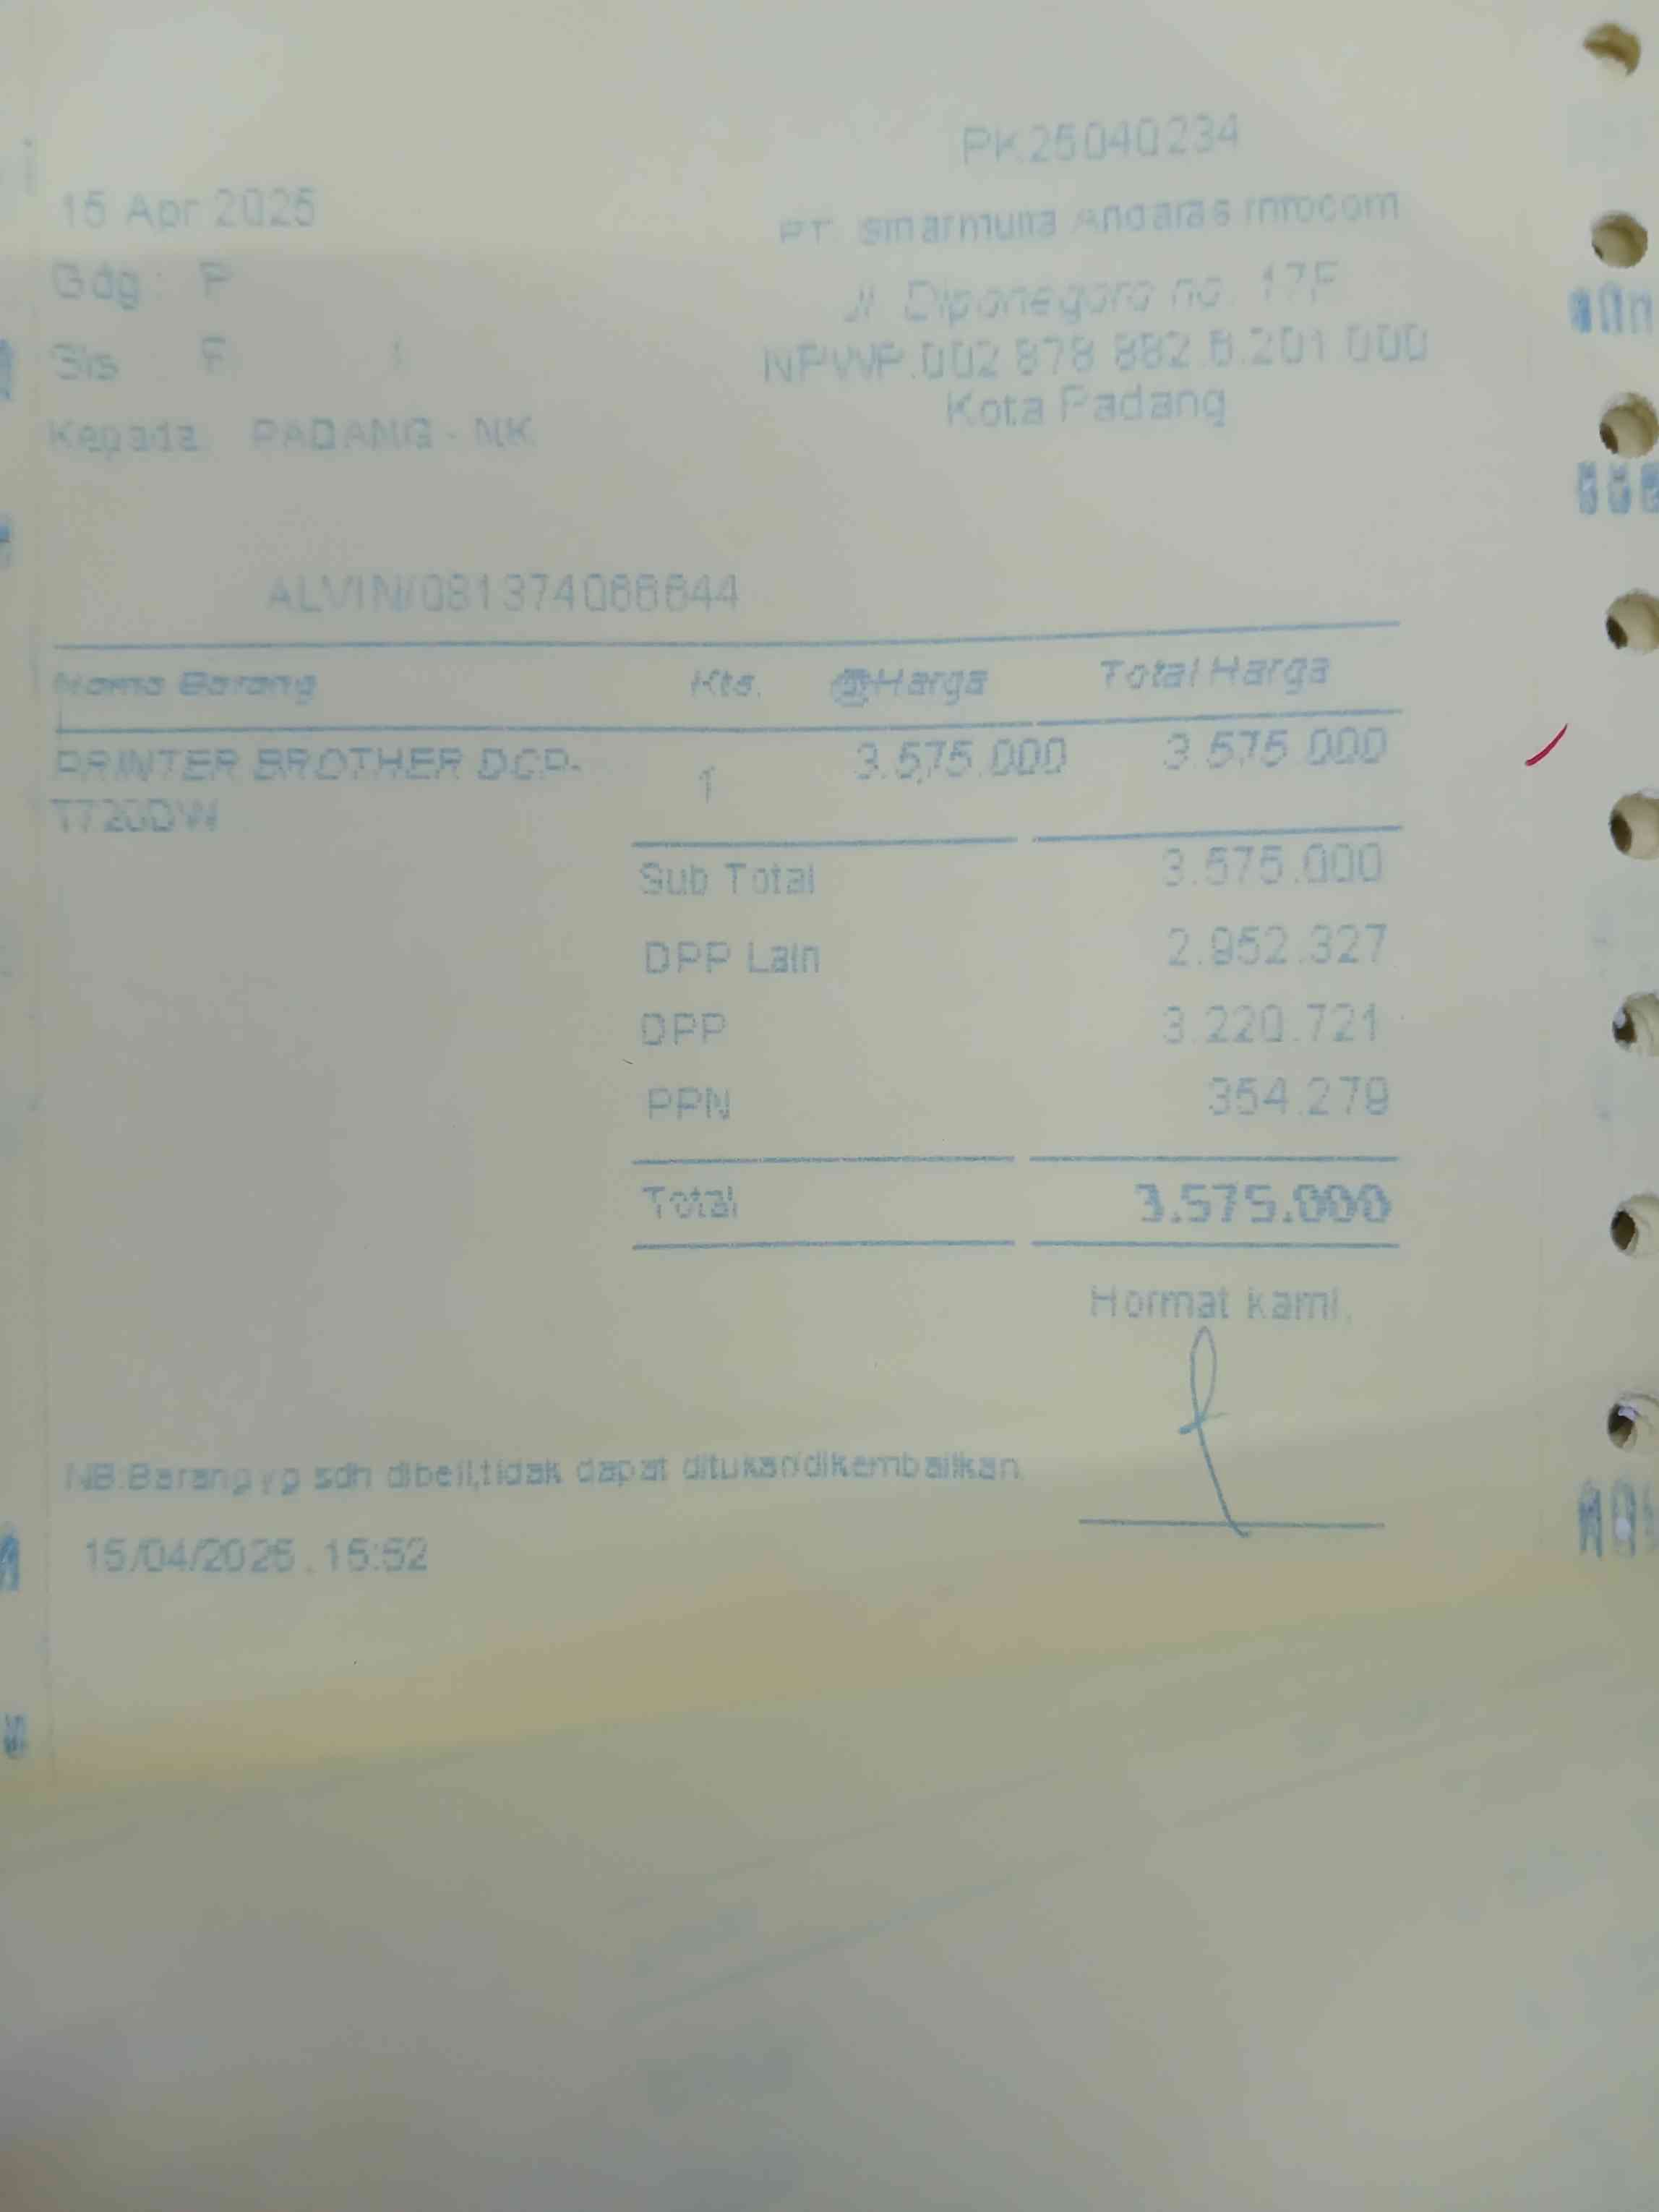 PK25040234
15 Apr 2025
PT. Andaras Infocom
Gdg : P
Jl. Diponegoro no. 17F
Sls F 1
NPWP.002 878 882.6.201.000
Kepada: PADANG - NK
Kota Padang
ALVIN/081374066644
Nama Barang Kts. @Harga Total Harga
PRINTER BROTHER DCP- 1 3.575.000 3.575.000
T720DW
Sub Total 3.575.000
DPP Lain 2.952.327
DPP 3.220.721
PPN 354.279
Total 3.575.000
Hormat kami,
NB:Barang yg sdh dibeli,tidak dapat ditukar/dikembalikan
15/04/2025 , 15:52